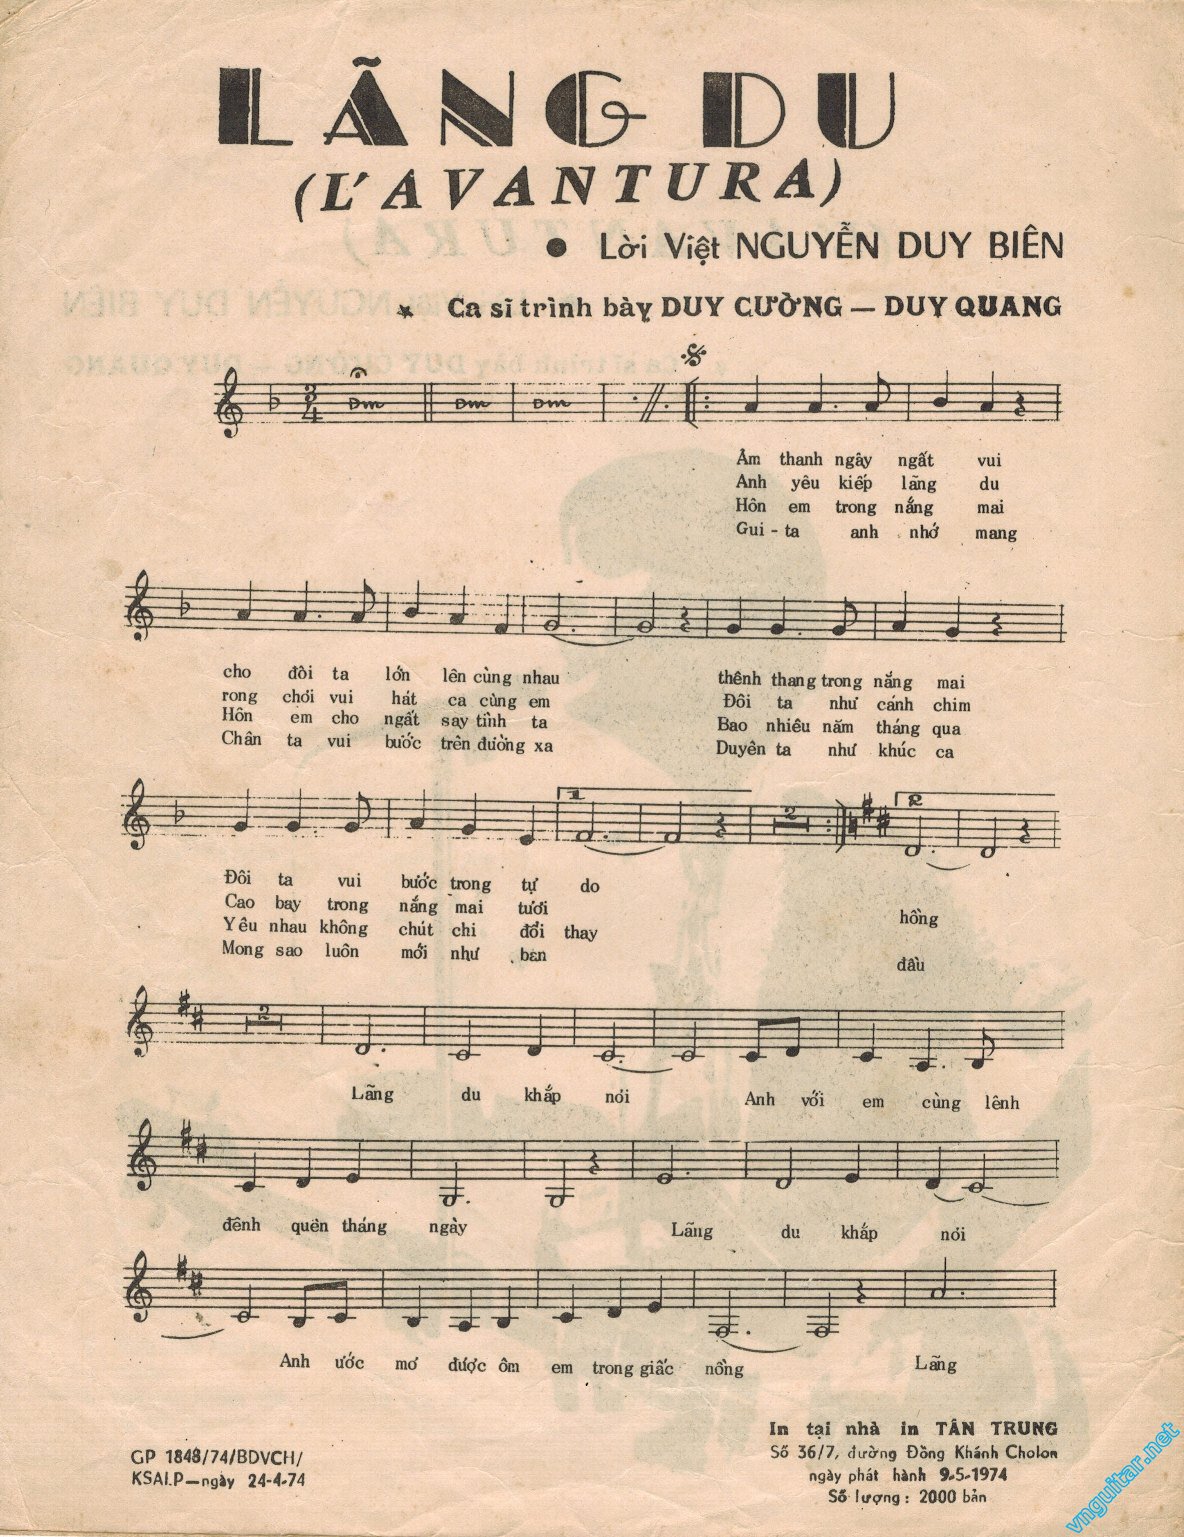 LÃNG DU
(L'AVANTURA)
● Lời Việt NGUYỄN DUY BIÊN
★ Ca sĩ trình bày DUY CƯỜNG — DUY QUANG
Dm Dm Dm
Âm thanh ngây ngất vui
Anh yêu kiếp lãng du
Hôn em trong nắng mai
Gui - ta anh nhớ mang
cho đôi ta lớn lên cùng nhau thênh thang trong nắng mai
rong chơi vui hát ca cùng em Đôi ta như cánh chim
Hôn em cho ngất say tình ta Bao nhiêu năm tháng qua
Chân ta vui bước trên đường xa Duyên ta như khúc ca
1 2 2
Đôi ta vui bước trong tự do
Cao bay trong nắng mai tươi hồng
Yêu nhau không chút chi đổi thay
Mong sao luôn mới như ban đầu
2
Lãng du khắp nơi Anh với em cùng lênh
đênh quên tháng ngày Lãng du khắp nơi
Anh ước mơ được ôm em trong giấc nồng Lãng
GP 1848/74/BDVCH/
KSALP—ngày 24-4-74
In tại nhà in TÂN TRUNG
Số 36/7, đường Đồng Khánh Cholon
ngày phát hành 9-5-1974
Số lượng : 2000 bản
vnguitar.net